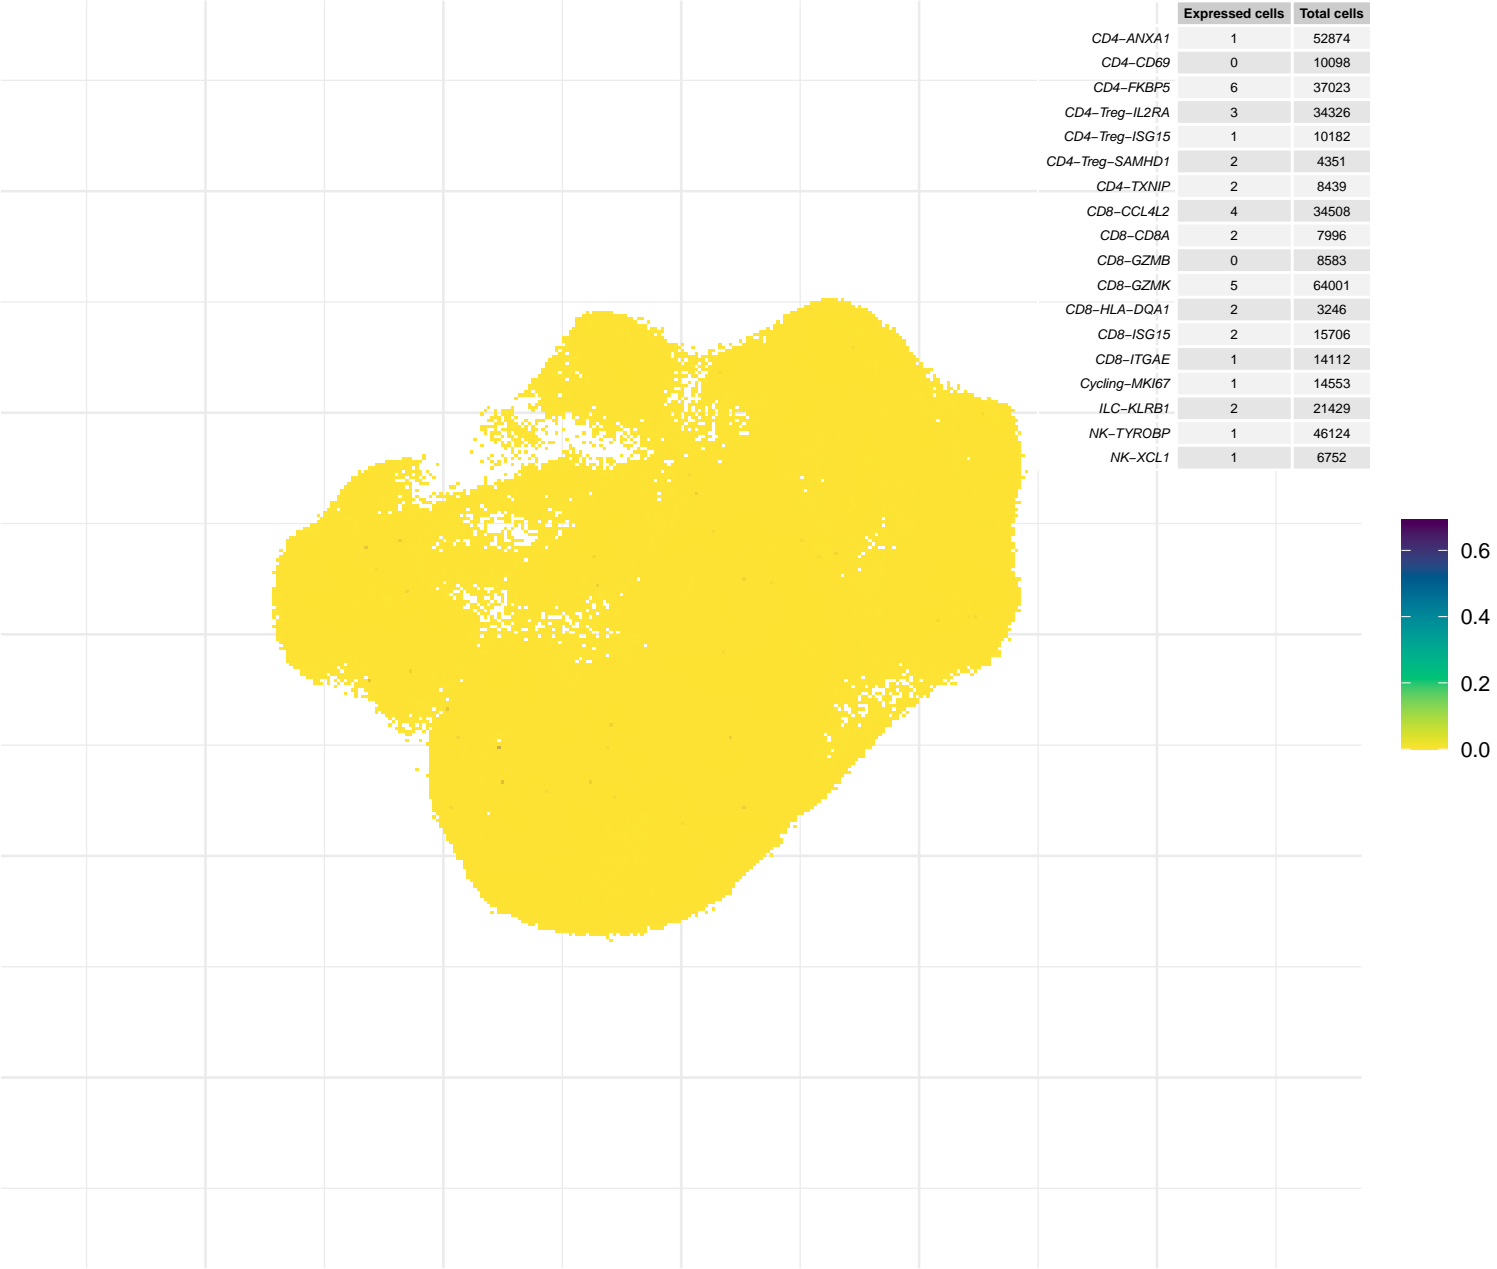 Expressed cells Total cells
CD4−ANXA1 1 52874
CD4−CD69 0 10098
CD4−FKBP5 6 37023
CD4−Treg−IL2RA 3 34326
CD4−Treg−ISG15 1 10182
CD4−Treg−SAMHD1 2 4351
CD4−TXNIP 2 8439
CD8−CCL4L2 4 34508
CD8−CD8A 2 7996
CD8−GZMB 0 8583
CD8−GZMK 5 64001
CD8−HLA−DQA1 2 3246
CD8−ISG15 2 15706
CD8−ITGAE 1 14112
Cycling−MKI67 1 14553
ILC−KLRB1 2 21429
NK−TYROBP 1 46124
NK−XCL1 1 6752
0.6
0.4
0.2
0.0